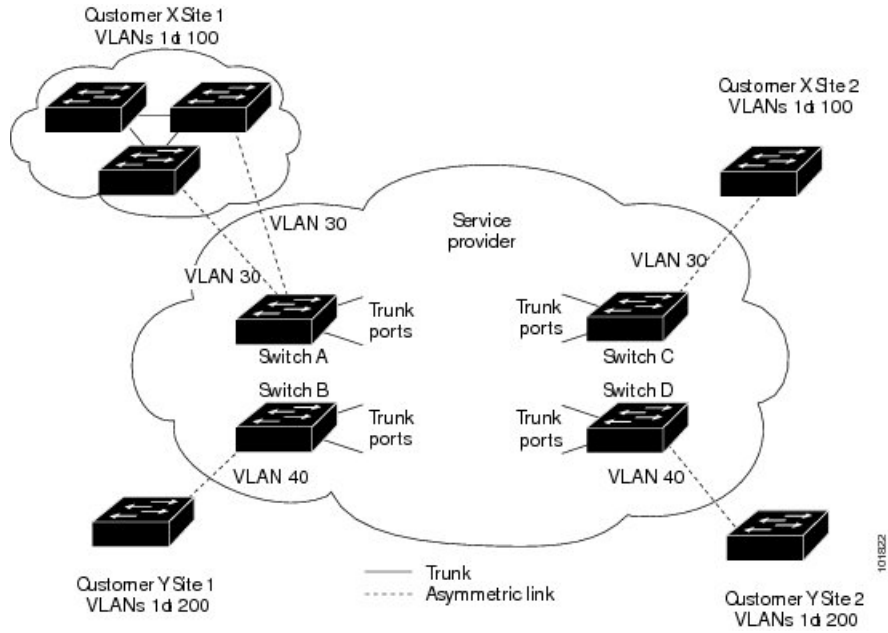 Customer X Site 1
VLANs 1 to 100
Customer X Site 2
VLANs 1 to 100
VLAN 30
Service
provider
VLAN 30
VLAN 30
Trunk
ports
Trunk
ports
Switch A
Switch C
Switch B
Switch D
Trunk
ports
Trunk
ports
VLAN 40
VLAN 40
Customer Y Site 1
VLANs 1 to 200
Trunk
Asymmetric link
Customer Y Site 2
VLANs 1 to 200
101822